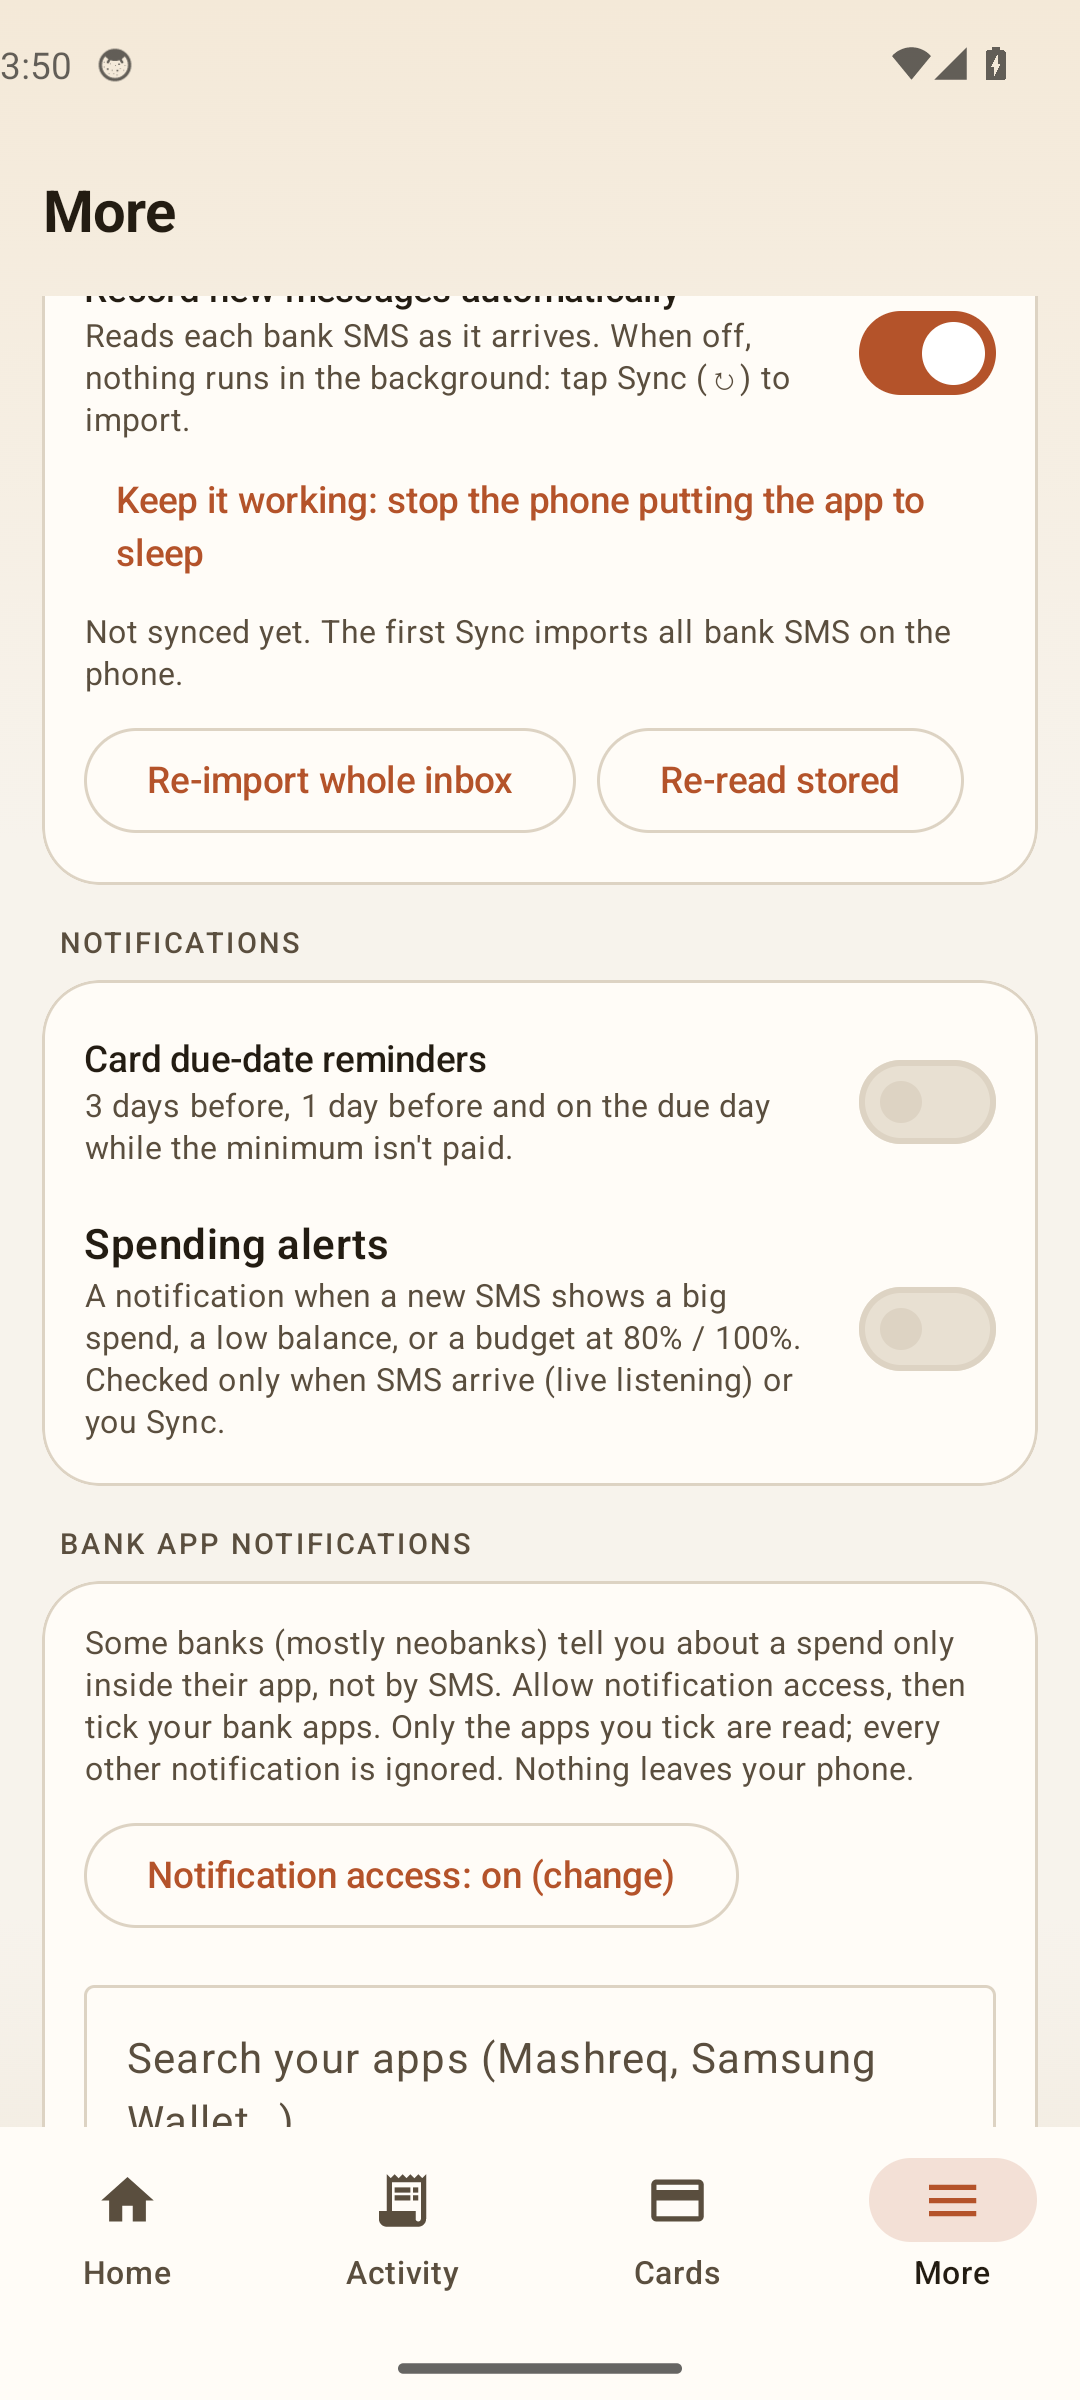 3:50
More
Record new messages automatically
Reads each bank SMS as it arrives. When off,
nothing runs in the background: tap Sync (↻) to
import.
Keep it working: stop the phone putting the app to
sleep
Not synced yet. The first Sync imports all bank SMS on the
phone.
Re-import whole inbox
Re-read stored
NOTIFICATIONS
Card due-date reminders
3 days before, 1 day before and on the due day
while the minimum isn't paid.
Spending alerts
A notification when a new SMS shows a big
spend, a low balance, or a budget at 80% / 100%.
Checked only when SMS arrive (live listening) or
you Sync.
BANK APP NOTIFICATIONS
Some banks (mostly neobanks) tell you about a spend only
inside their app, not by SMS. Allow notification access, then
tick your bank apps. Only the apps you tick are read; every
other notification is ignored. Nothing leaves your phone.
Notification access: on (change)
Search your apps (Mashreq, Samsung
Wallet…)
Home
Activity
Cards
More